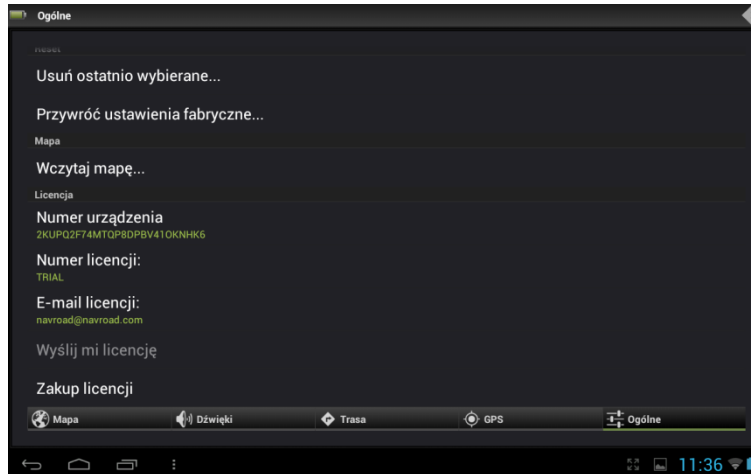 Ogólne
Reset
Usuń ostatnio wybierane...
Przywróć ustawienia fabryczne...
Mapa
Wczytaj mapę...
Licencja
Numer urządzenia
2KUPQ2F74MTQP8DPBV41OKNHK6
Numer licencji:
TRIAL
E-mail licencji:
navroad@navroad.com
Wyślij mi licencję
Zakup licencji
Mapa Dźwięki Trasa GPS Ogólne
11:36